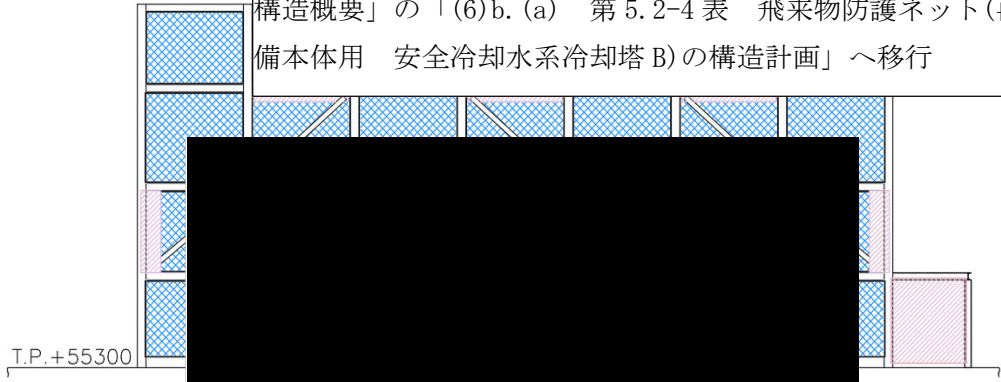 構造概要」の「(6)b.(a) 第5.2-4表 飛来物防護ネット(
備本体用 安全冷却水系冷却塔B)の構造計画」へ移行
T.P.+55300